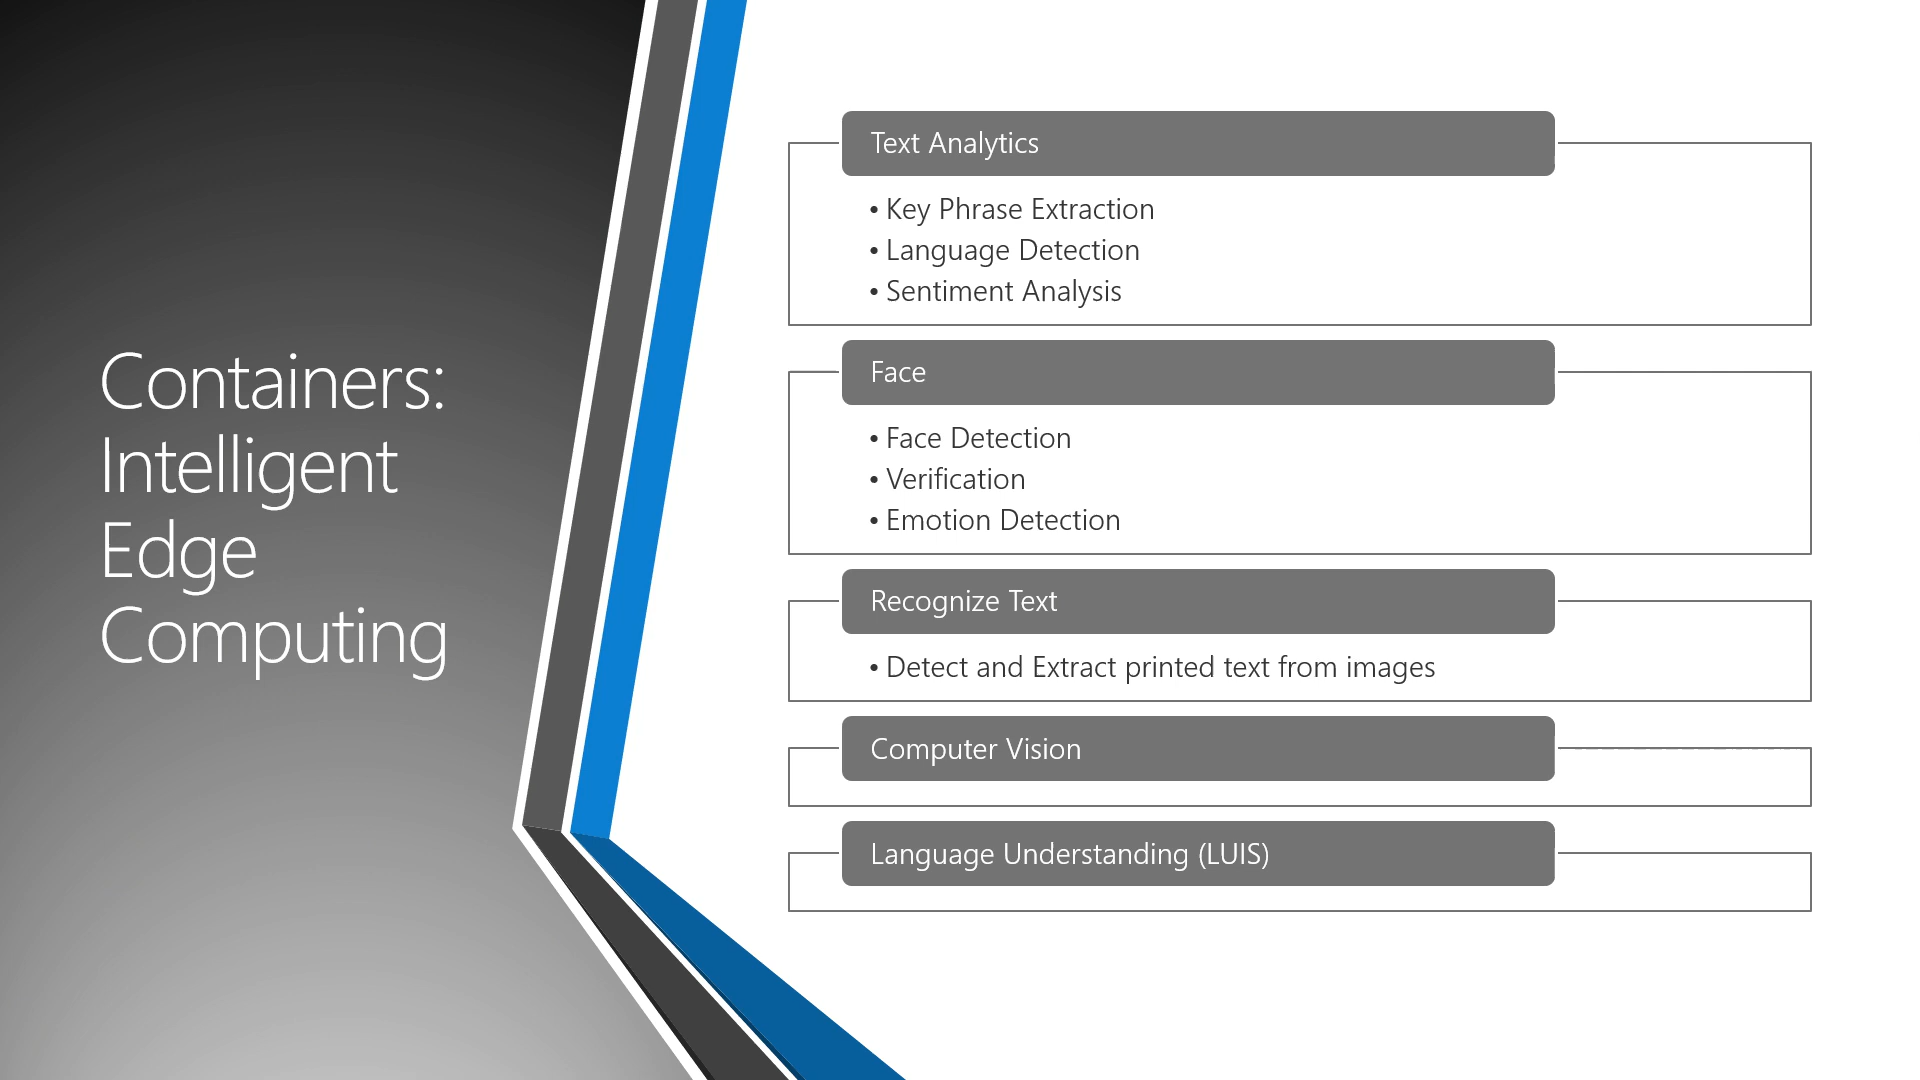 Containers:
Intelligent
Edge
Computing
Text Analytics
• Key Phrase Extraction
• Language Detection
• Sentiment Analysis
Face
• Face Detection
• Verification
• Emotion Detection
Recognize Text
• Detect and Extract printed text from images
Computer Vision
Language Understanding (LUIS)